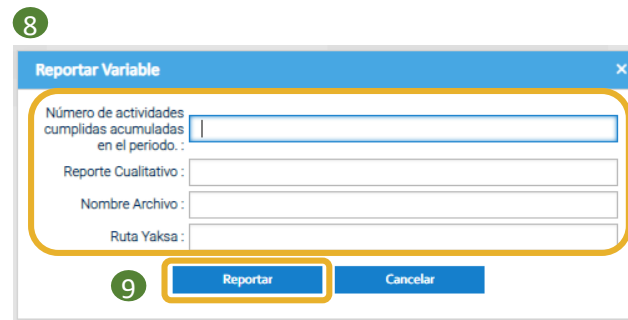 8
Reportar Variable ×
Número de actividades
cumplidas acumuladas
en el periodo. :
Reporte Cualitativo :
Nombre Archivo :
Ruta Yaksa :
9 Reportar Cancelar